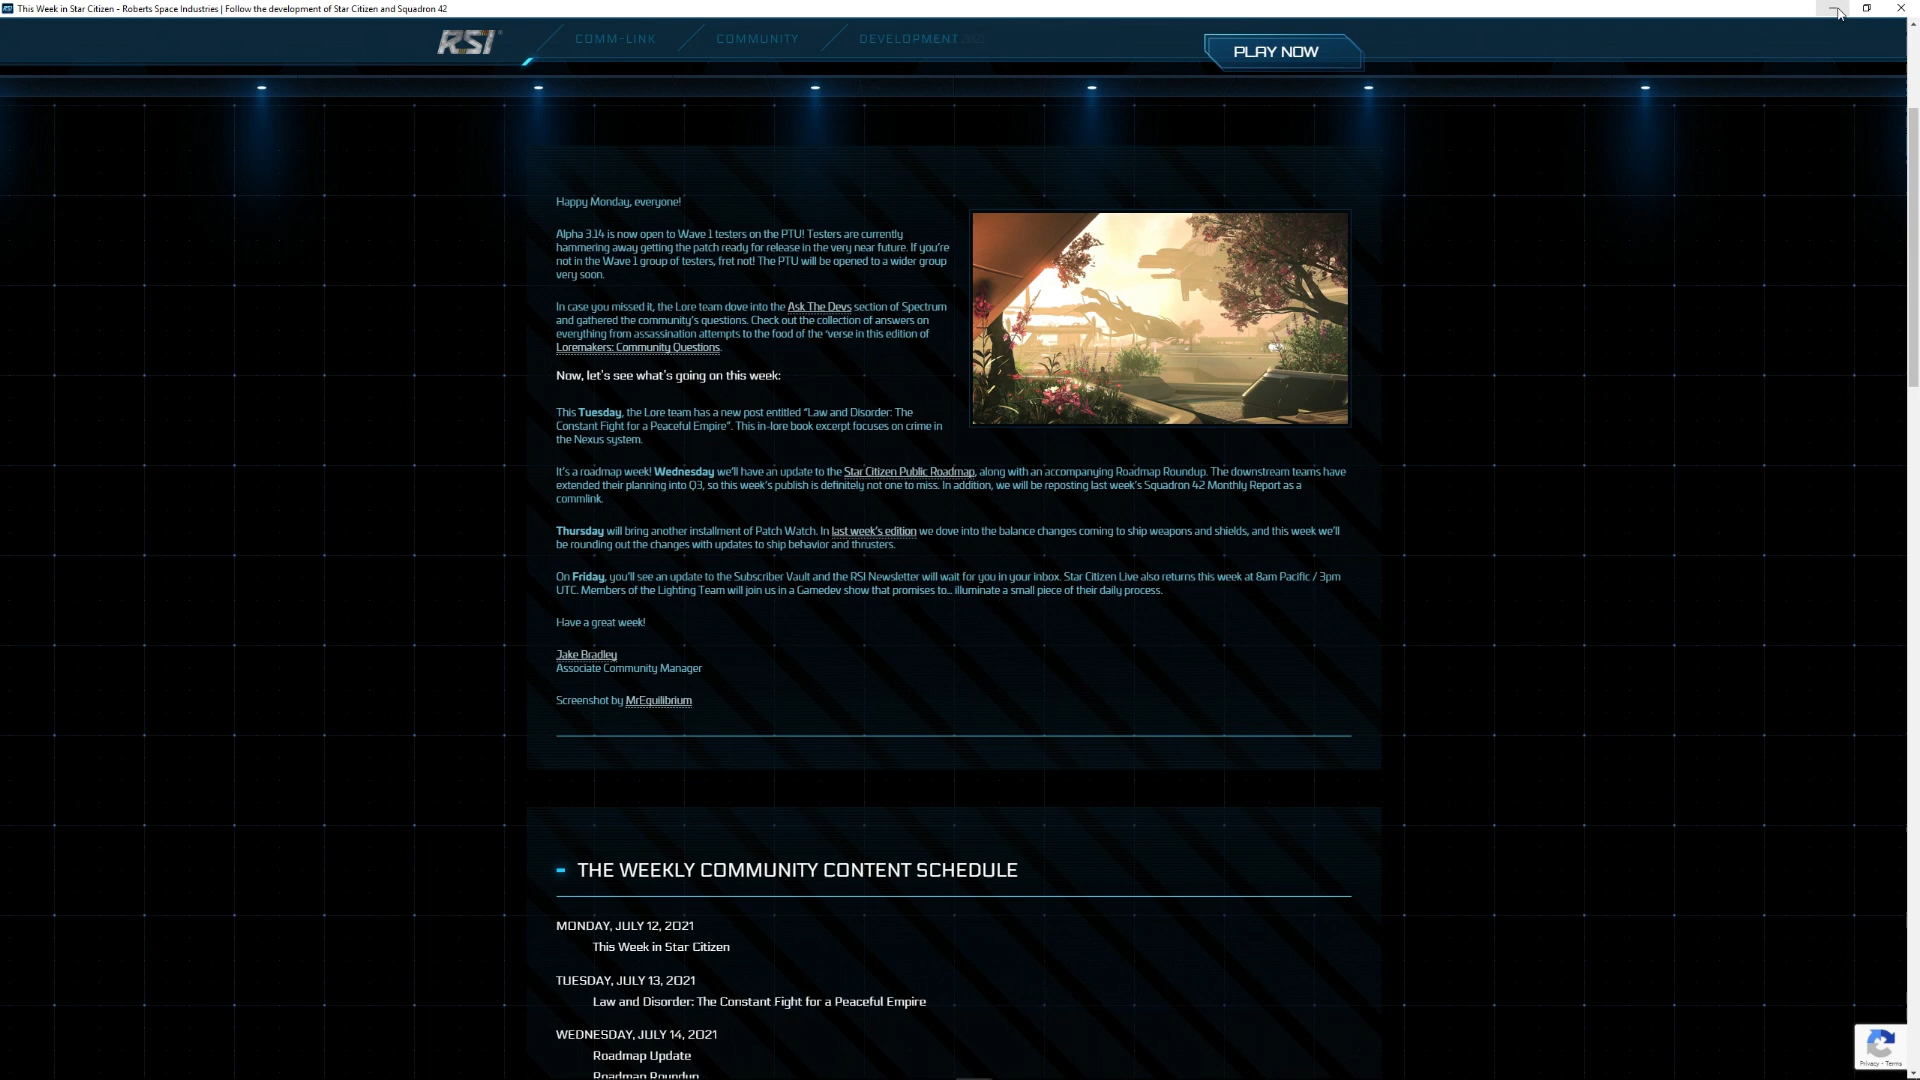 This Week in Star Citizen - Roberts Space Industries | Follow the development of Star Citizen and Squadron 42
RSI
COMM-LINK
COMMUNITY
DEVELOPMENT
PLAY NOW
Happy Monday, everyone!
Alpha 3.14 is now open to Wave 1 testers on the PTU! Testers are currently
hammering away getting the patch ready for release in the very near future. If you're
not in the Wave 1 group of testers, fret not! The PTU will be opened to a wider group
very soon.
In case you missed it, the Lore team dove into the Ask The Devs section of Spectrum
and gathered the community's questions. Check out the collection of answers on
everything from assassination attempts to the food of the 'verse in this edition of
Loremakers: Community Questions.
Now, let's see what's going on this week:
This Tuesday, the Lore team has a new post entitled "Law and Disorder: The
Constant Fight for a Peaceful Empire". This in-lore book excerpt focuses on crime in
the Nexus system.
It's a roadmap week! Wednesday we'll have an update to the Star Citizen Public Roadmap, along with an accompanying Roadmap Roundup. The downstream teams have
extended their planning into Q3, so this week's publish is definitely not one to miss. In addition, we will be reposting last week's Squadron 42 Monthly Report as a
commlink.
Thursday will bring another installment of Patch Watch. In last week's edition we dove into the balance changes coming to ship weapons and shields, and this week we'll
be rounding out the changes with updates to ship behavior and thrusters.
On Friday, you'll see an update to the Subscriber Vault and the RSI Newsletter will wait for you in your inbox. Star Citizen Live also returns this week at 8am Pacific / 3pm
UTC. Members of the Lighting Team will join us in a Gamedev show that promises to... illuminate a small piece of their daily process.
Have a great week!
Jake Bradley
Associate Community Manager
Screenshot by MrEquilibrium
THE WEEKLY COMMUNITY CONTENT SCHEDULE
MONDAY, JULY 12, 2021
This Week in Star Citizen
TUESDAY, JULY 13, 2021
Law and Disorder: The Constant Fight for a Peaceful Empire
WEDNESDAY, JULY 14, 2021
Roadmap Update
Roadmap Roundup
Privacy - Terms